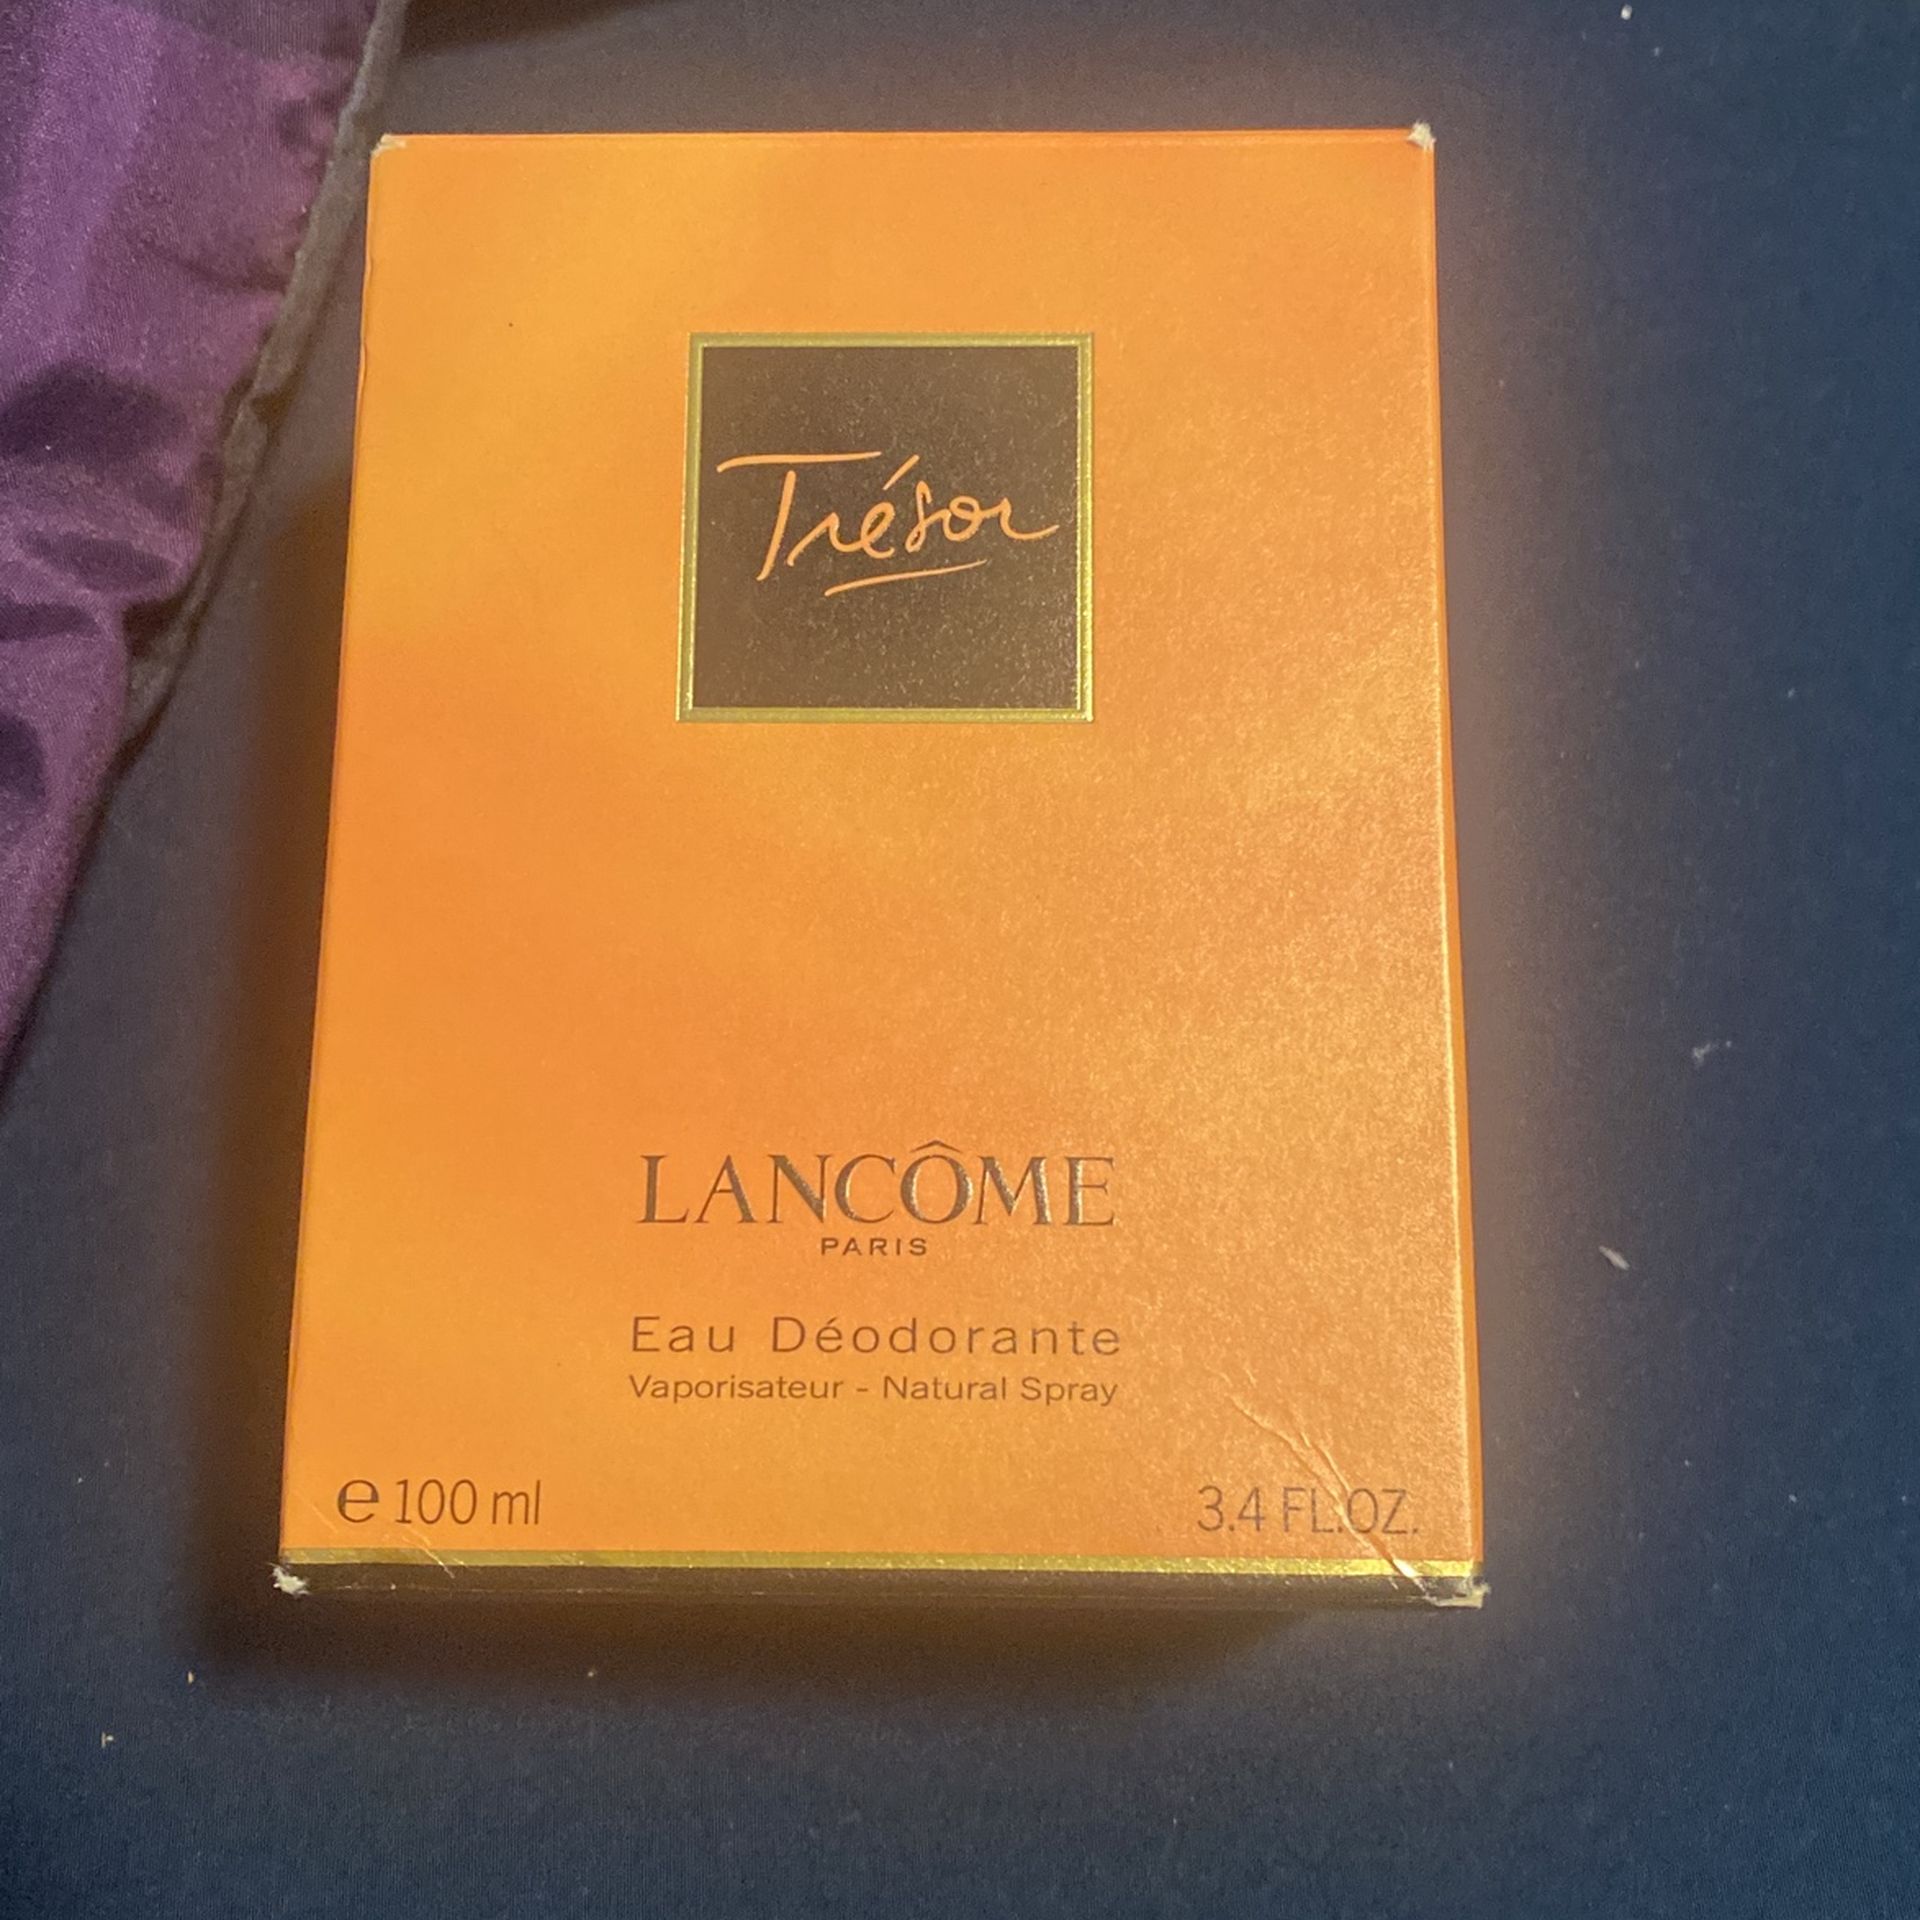 Trésor
LANCÔME
PARIS
Eau Déodorante
Vaporisateur - Natural Spray
℮ 100 ml
3.4 FL.OZ.